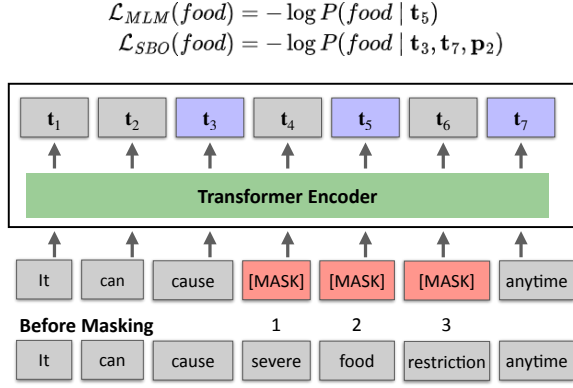 ℒ_MLM(food) = − log P(food | t₅)
ℒ_SBO(food) = − log P(food | t₃, t₇, p₂)
t₁ t₂ t₃ t₄ t₅ t₆ t₇
Transformer Encoder
It can cause [MASK] [MASK] [MASK] anytime
Before Masking 1 2 3
It can cause severe food restriction anytime